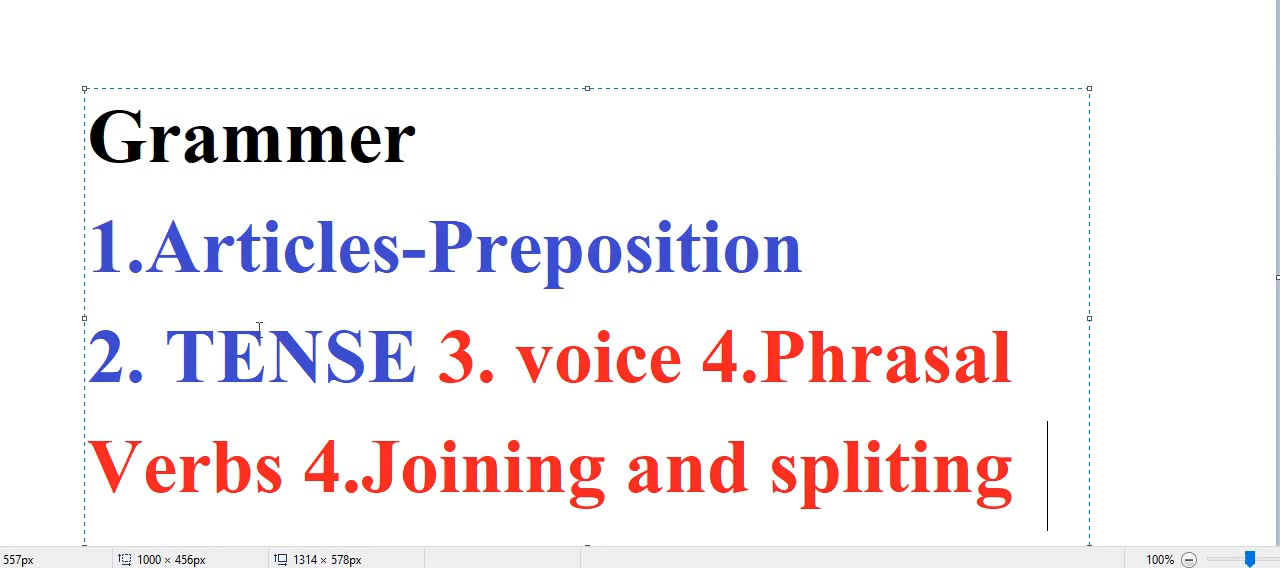 Grammer
1.Articles-Preposition
2. TENSE 3. voice 4.Phrasal
Verbs 4.Joining and spliting
557px 1000 × 456px 1314 × 578px 100%